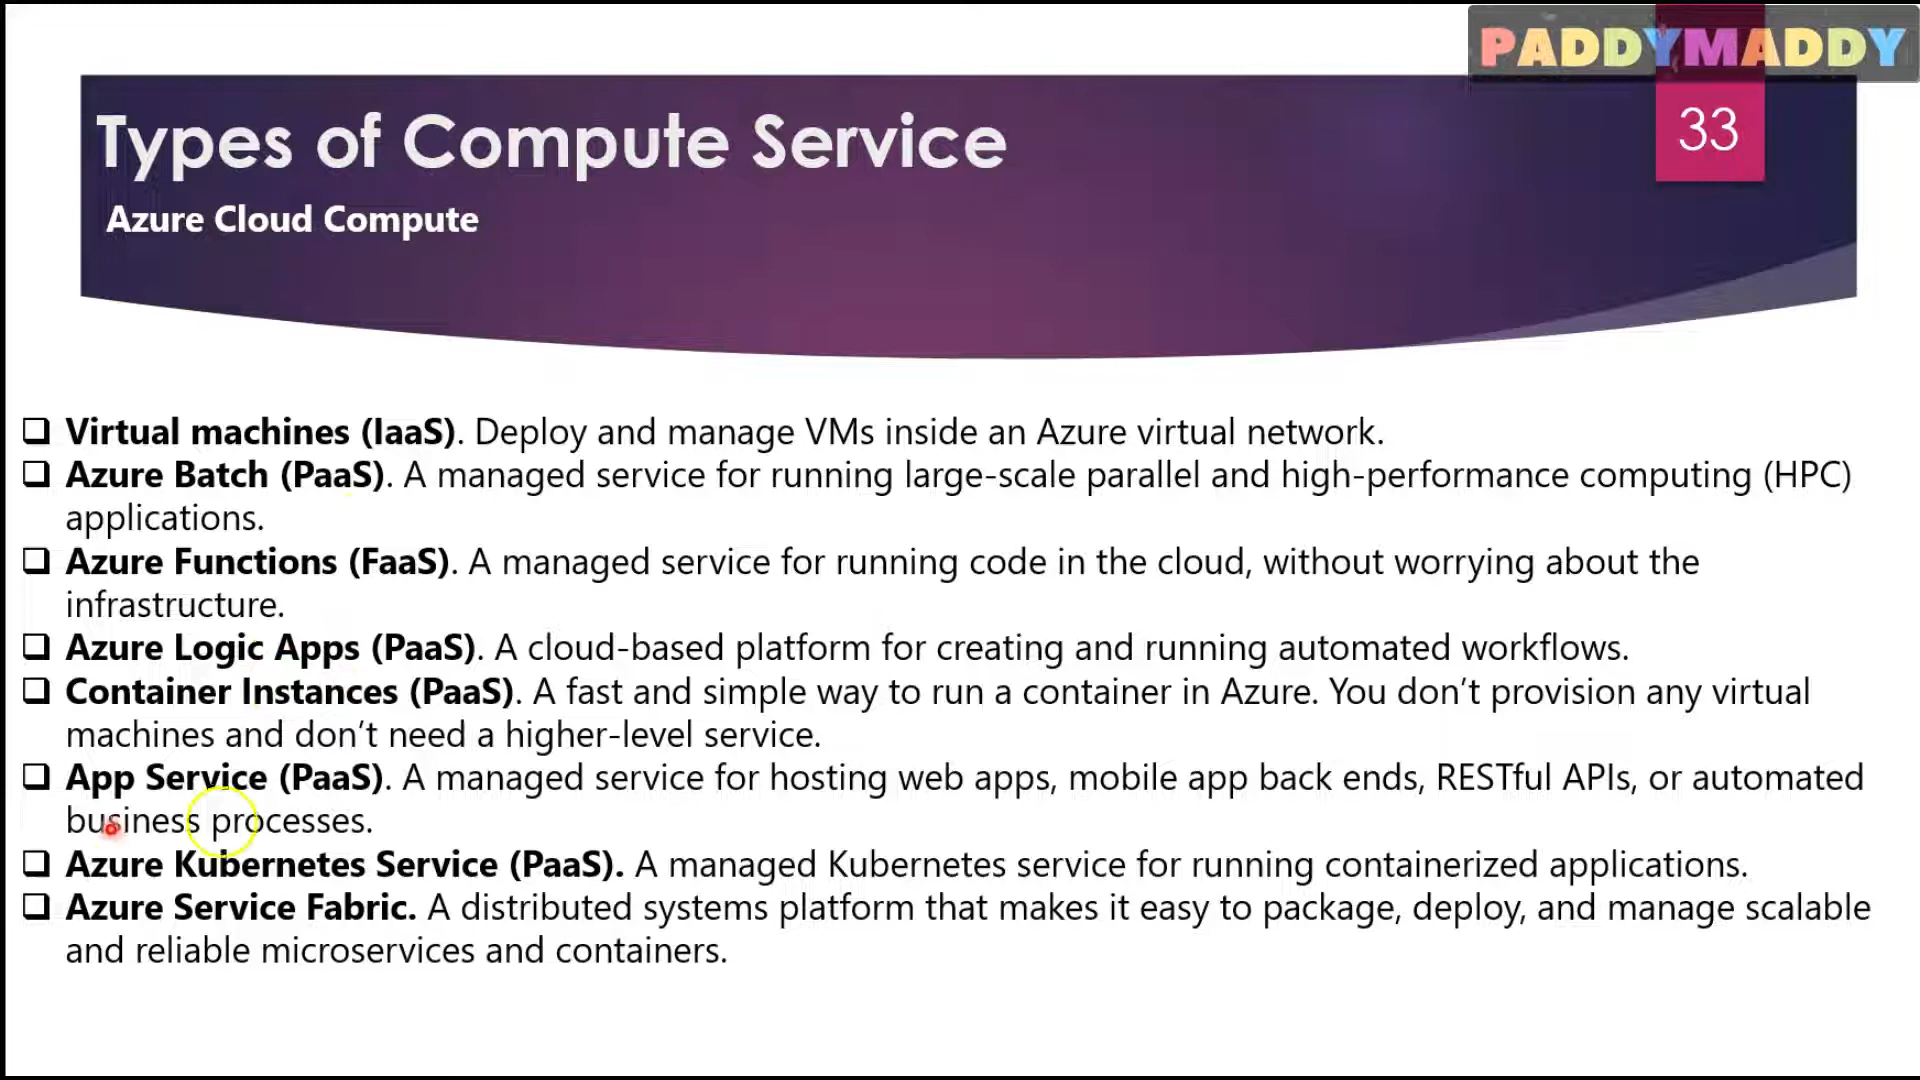 PADDYMADDY
33
Types of Compute Service
Azure Cloud Compute
Virtual machines (IaaS). Deploy and manage VMs inside an Azure virtual network.
Azure Batch (PaaS). A managed service for running large-scale parallel and high-performance computing (HPC)
applications.
Azure Functions (FaaS). A managed service for running code in the cloud, without worrying about the
infrastructure.
Azure Logic Apps (PaaS). A cloud-based platform for creating and running automated workflows.
Container Instances (PaaS). A fast and simple way to run a container in Azure. You don’t provision any virtual
machines and don’t need a higher-level service.
App Service (PaaS). A managed service for hosting web apps, mobile app back ends, RESTful APIs, or automated
business processes.
Azure Kubernetes Service (PaaS). A managed Kubernetes service for running containerized applications.
Azure Service Fabric. A distributed systems platform that makes it easy to package, deploy, and manage scalable
and reliable microservices and containers.